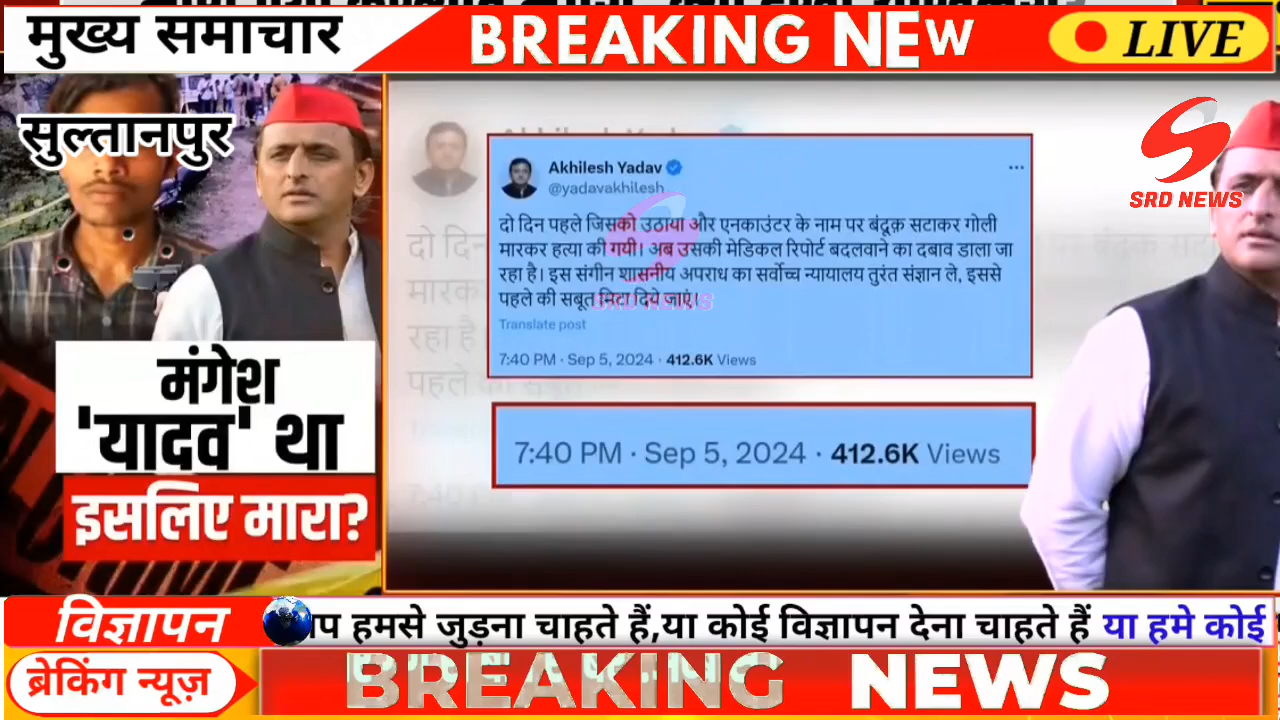 मुख्य समाचार
BREAKING NEW
LIVE
सुल्तानपुर
SRD NEWS
Akhilesh Yadav
@yadavakhilesh
दो दिन पहले जिसको उठाया और एनकाउंटर के नाम पर बंदूक़ सटाकर गोली
मारकर हत्या की गयी। अब उसकी मेडिकल रिपोर्ट बदलवाने का दबाव डाला जा
रहा है। इस संगीन शासनीय अपराध का सर्वोच्च न्यायालय तुरंत संज्ञान ले, इससे
पहले की सबूत मिटा दिये जाएं।
Translate post
7:40 PM · Sep 5, 2024 · 412.6K Views
7:40 PM · Sep 5, 2024 · 412.6K Views
मंगेश
'यादव' था
इसलिए मारा?
विज्ञापन
हमसे जुड़ना चाहते हैं,या कोई विज्ञापन देना चाहते हैं या हमे कोई
ब्रेकिंग न्यूज़
BREAKING NEWS